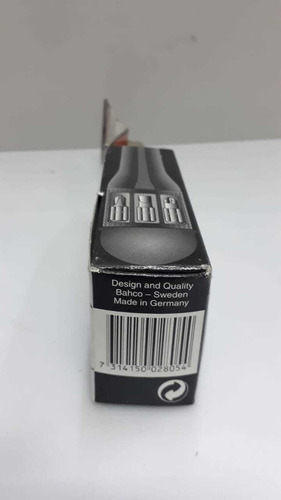 Design and Quality
Bahco – Sweden
Made in Germany
7 314150 028054